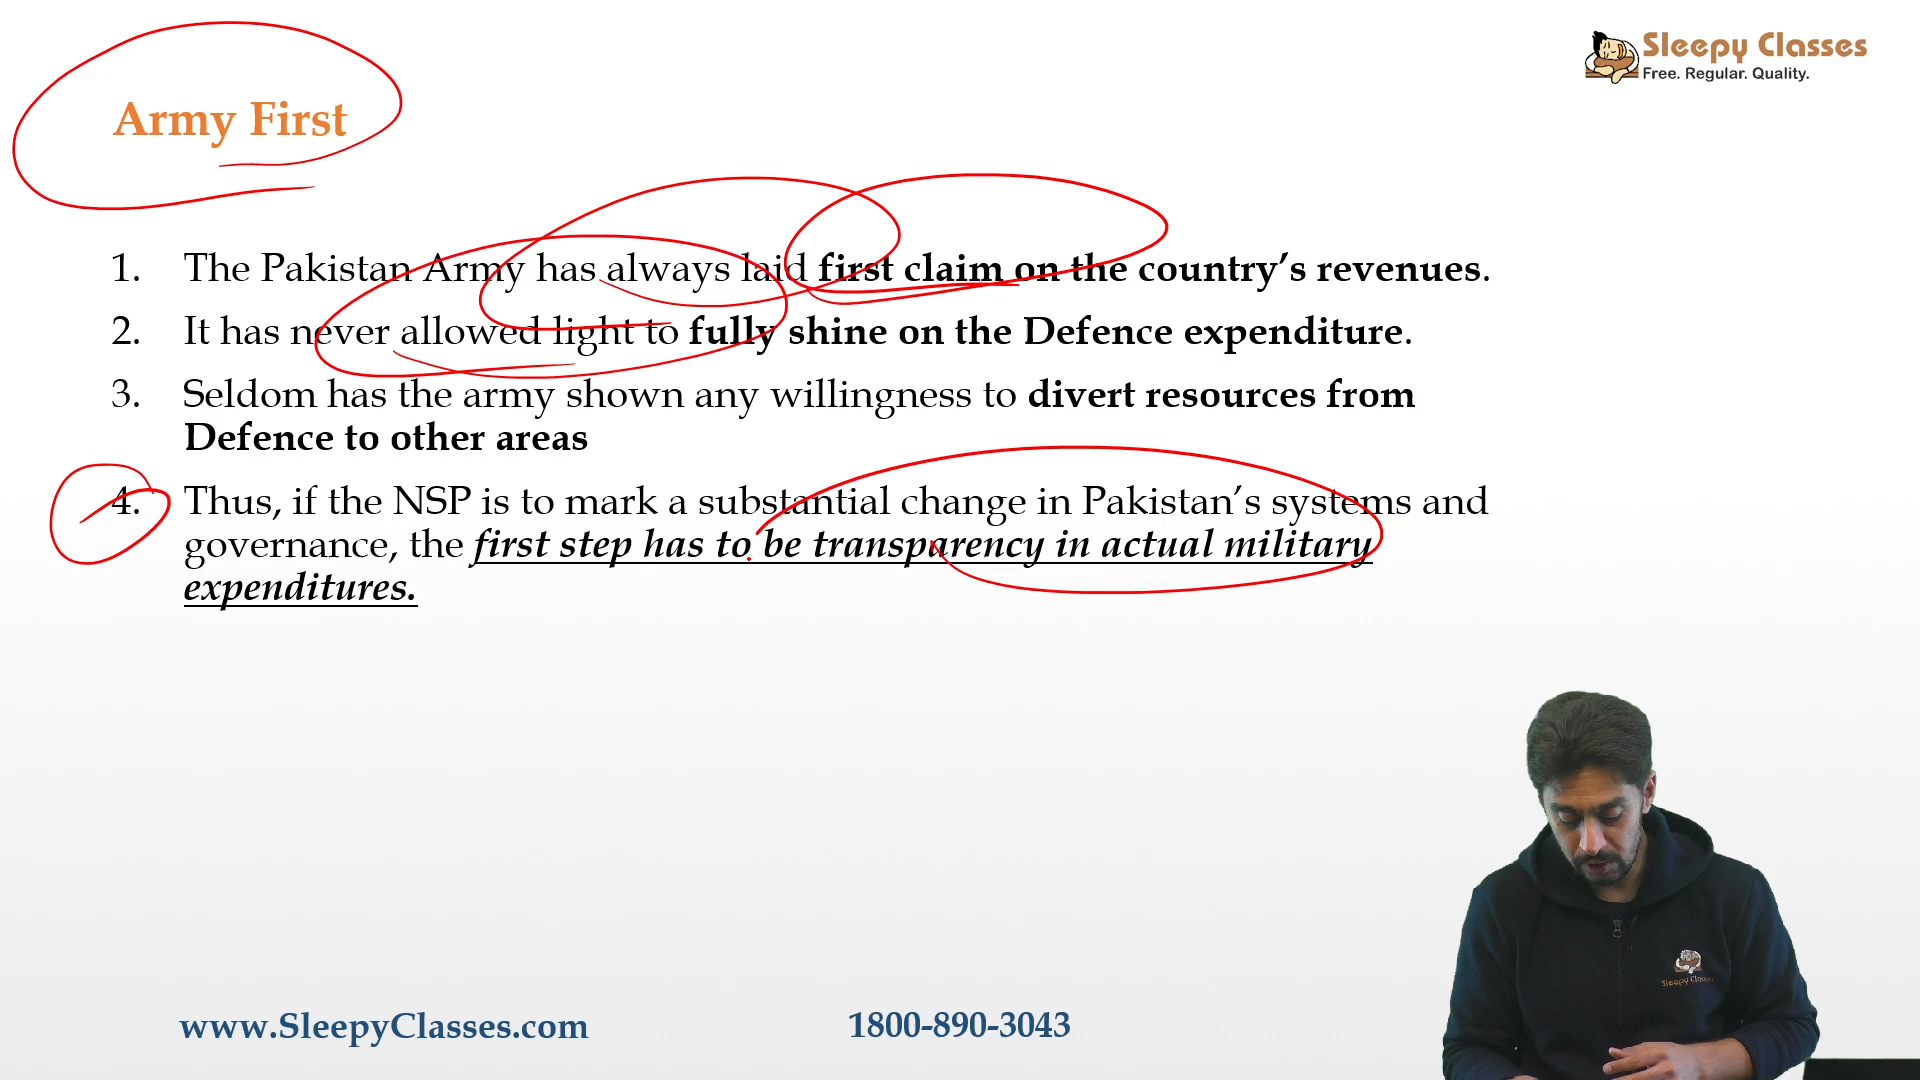 Sleepy Classes
Free. Regular. Quality.
Army First
1. The Pakistan Army has always laid first claim on the country’s revenues.
2. It has never allowed light to fully shine on the Defence expenditure.
3. Seldom has the army shown any willingness to divert resources from
Defence to other areas
4. Thus, if the NSP is to mark a substantial change in Pakistan’s systems and
governance, the first step has to be transparency in actual military
expenditures.
Sleepy Classes
www.SleepyClasses.com
1800-890-3043